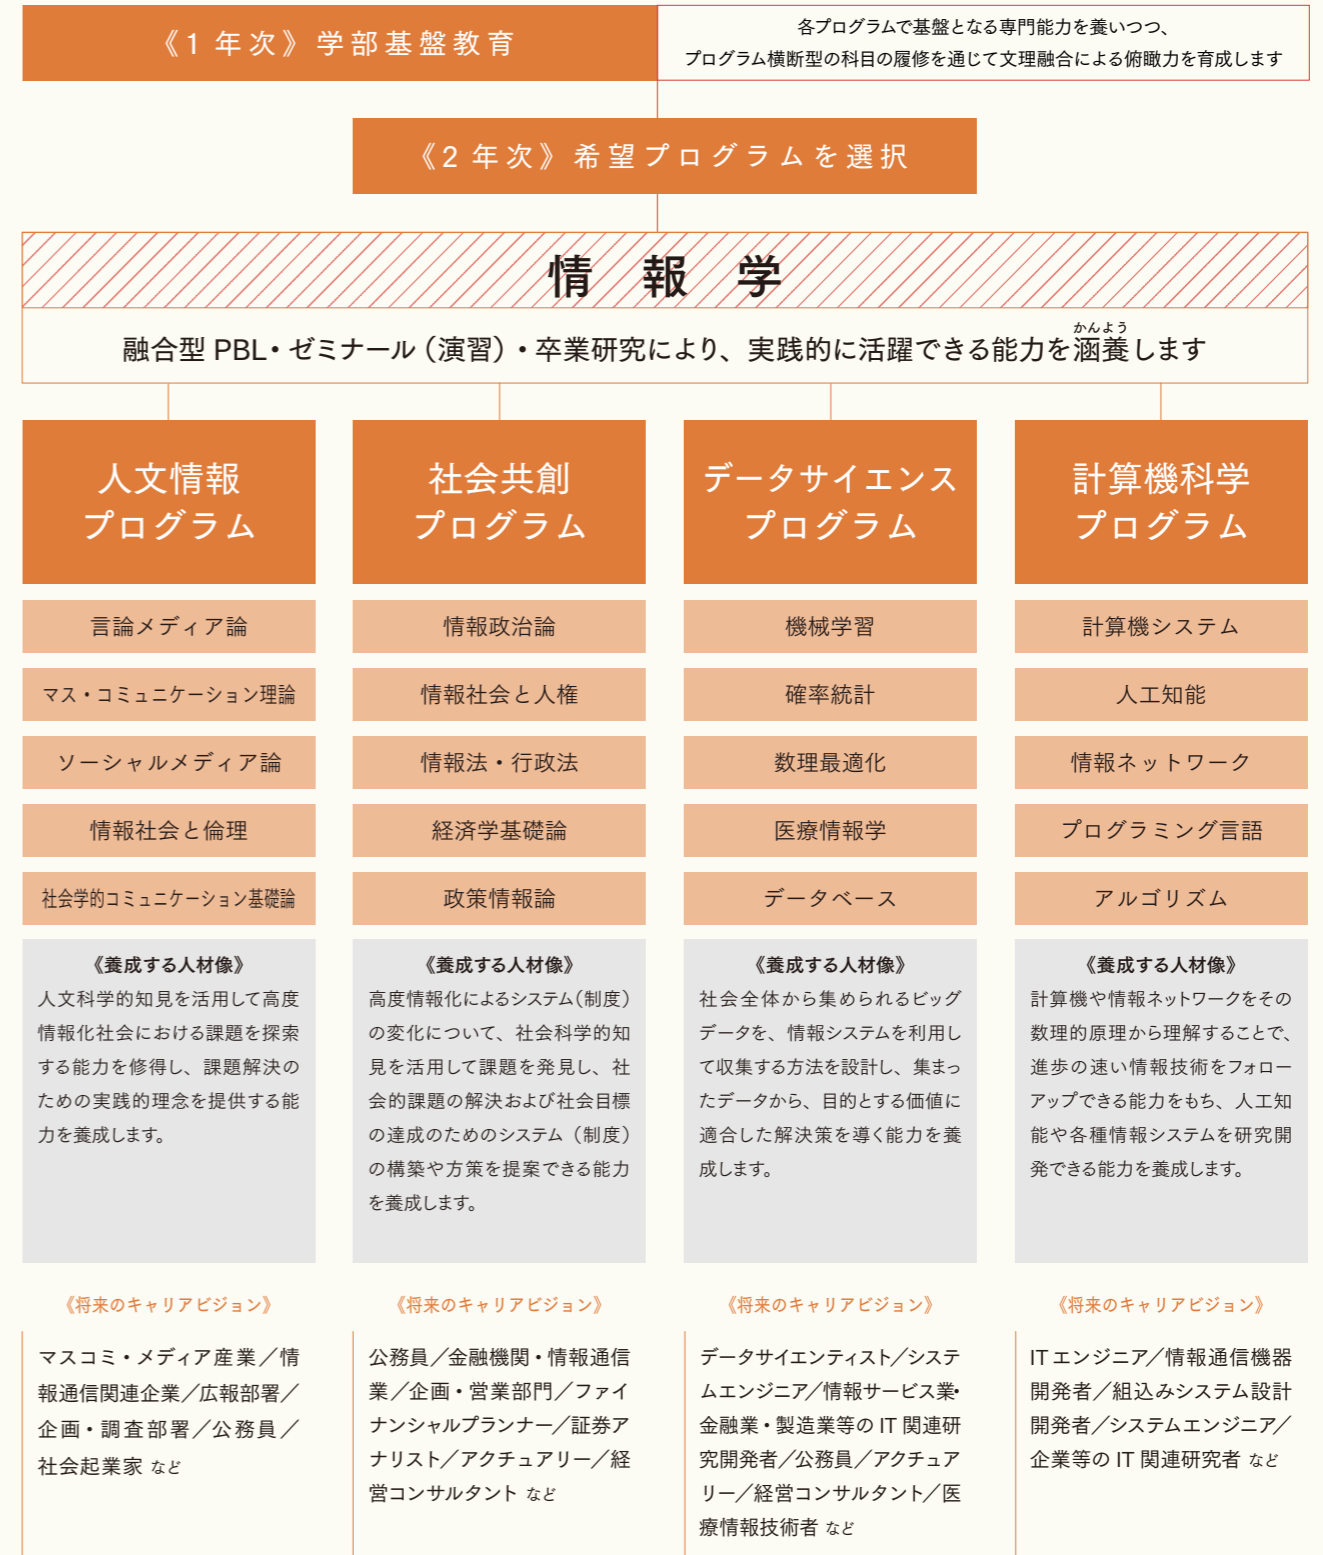 《1 年次》学部基盤教育
各プログラムで基盤となる専門能力を養いつつ、
プログラム横断型の科目の履修を通じて文理融合による俯瞰力を育成します
《2 年次》希望プログラムを選択
情 報 学
かんよう
融合型 PBL・ゼミナール（演習）・卒業研究により、実践的に活躍できる能力を涵養します
人文情報
プログラム
言論メディア論
マス・コミュニケーション理論
ソーシャルメディア論
情報社会と倫理
社会学的コミュニケーション基礎論
《養成する人材像》
人文科学的知見を活用して高度
情報化社会における課題を探索
する能力を修得し、課題解決の
ための実践的理念を提供する能
力を養成します。
《将来のキャリアビジョン》
マスコミ・メディア産業／情
報通信関連企業／広報部署／
企画・調査部署／公務員／
社会起業家 など
社会共創
プログラム
情報政治論
情報社会と人権
情報法・行政法
経済学基礎論
政策情報論
《養成する人材像》
高度情報化によるシステム（制度）
の変化について、社会科学的知
見を活用して課題を発見し、社
会的課題の解決および社会目標
の達成のためのシステム（制度）
の構築や方策を提案できる能力
を養成します。
《将来のキャリアビジョン》
公務員／金融機関・情報通信
業／企画・営業部門／ファイ
ナンシャルプランナー／証券ア
ナリスト／アクチュアリー／経
営コンサルタント など
データサイエンス
プログラム
機械学習
確率統計
数理最適化
医療情報学
データベース
《養成する人材像》
社会全体から集められるビッグ
データを、情報システムを利用し
て収集する方法を設計し、集まっ
たデータから、目的とする価値に
適合した解決策を導く能力を養
成します。
《将来のキャリアビジョン》
データサイエンティスト／システ
ムエンジニア／情報サービス業・
金融業・製造業等の IT 関連研
究開発者／公務員／アクチュア
リー／経営コンサルタント／医
療情報技術者 など
計算機科学
プログラム
計算機システム
人工知能
情報ネットワーク
プログラミング言語
アルゴリズム
《養成する人材像》
計算機や情報ネットワークをその
数理的原理から理解することで、
進歩の速い情報技術をフォロー
アップできる能力をもち、人工知
能や各種情報システムを研究開
発できる能力を養成します。
《将来のキャリアビジョン》
IT エンジニア／情報通信機器
開発者／組込みシステム設計
開発者／システムエンジニア／
企業等の IT 関連研究者 など